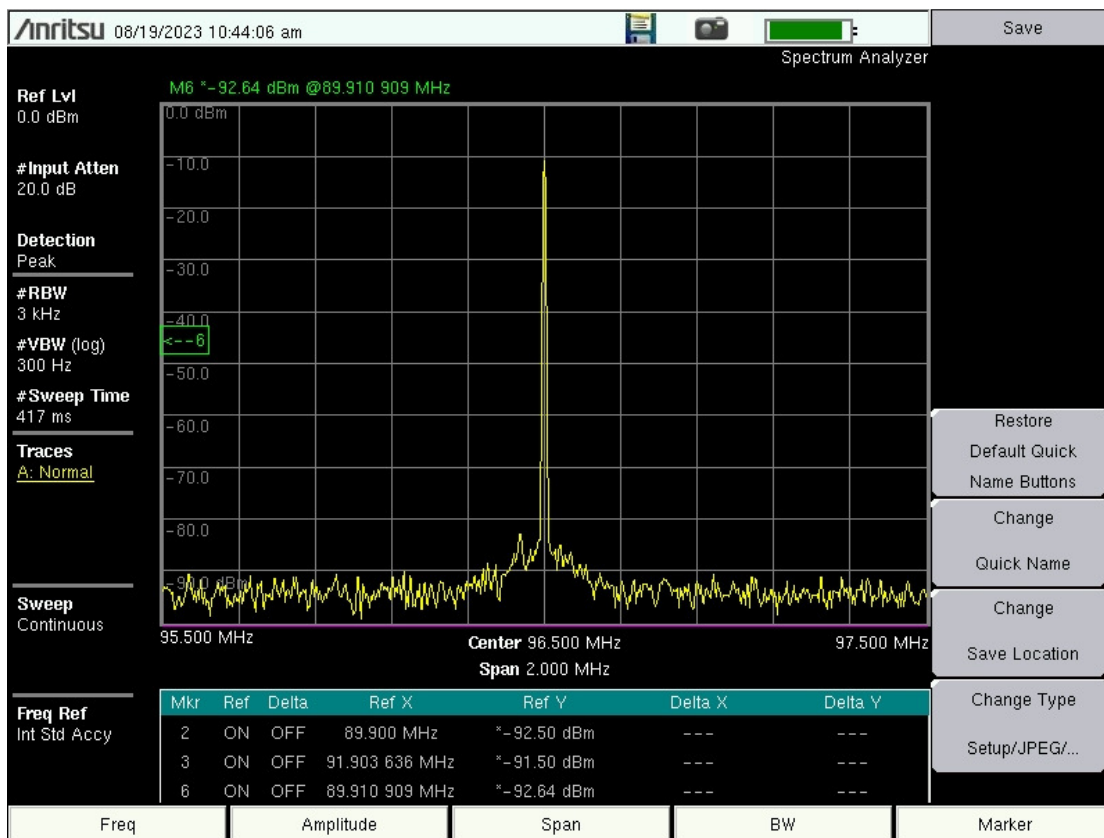 Anritsu 08/19/2023 10:44:06 am
Save
Spectrum Analyzer
M6 *-92.64 dBm @89.910 909 MHz
Ref Lvl
0.0 dBm
#Input Atten
20.0 dB
Detection
Peak
#RBW
3 kHz
#VBW (log)
300 Hz
#Sweep Time
417 ms
Traces
A: Normal
Sweep
Continuous
Freq Ref
Int Std Accy
0.0 dBm
-10.0
-20.0
-30.0
-40.0
<--6
-50.0
-60.0
-70.0
-80.0
-90.0 dBm
95.500 MHz
Center 96.500 MHz
97.500 MHz
Span 2.000 MHz
Mkr Ref Delta Ref X Ref Y Delta X Delta Y
2 ON OFF 89.900 MHz *-92.50 dBm --- ---
3 ON OFF 91.903 636 MHz *-91.50 dBm --- ---
6 ON OFF 89.910 909 MHz *-92.64 dBm --- ---
Restore
Default Quick
Name Buttons
Change
Quick Name
Change
Save Location
Change Type
Setup/JPEG/...
Freq Amplitude Span BW Marker